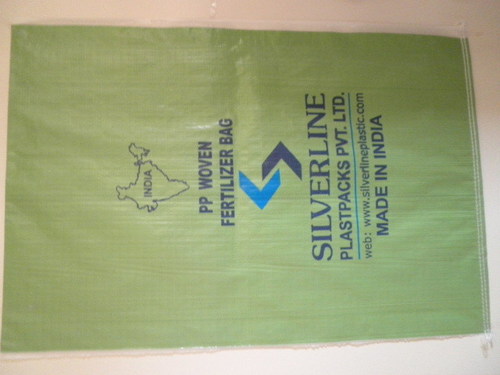 INDIA
PP WOVEN
FERTILIZER BAG
SILVERLINE
PLASTPACKS PVT. LTD.
web: www.silverlineplastic.com
MADE IN INDIA